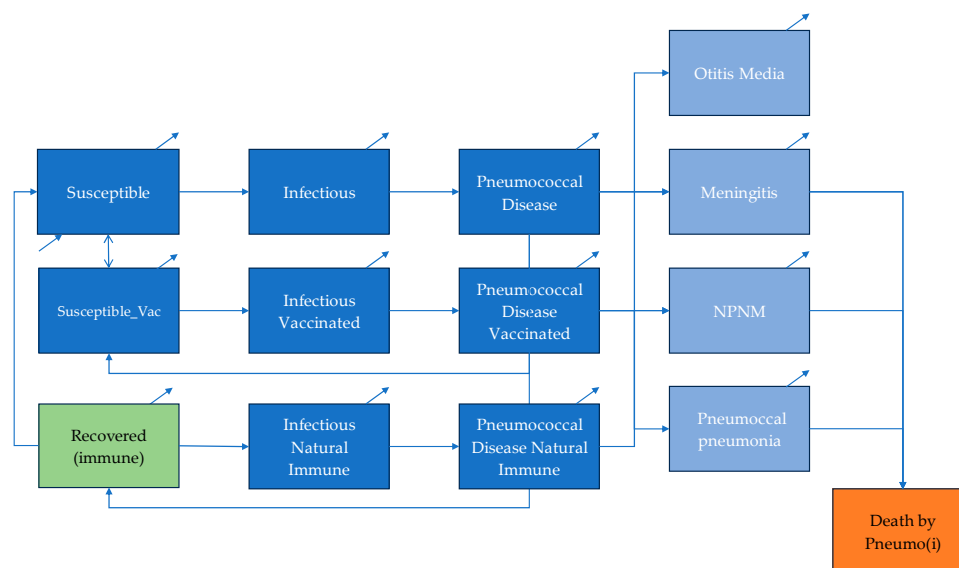 Otitis Media
Susceptible
Infectious
Pneumococcal
Disease
Meningitis
Susceptible_Vac
Infectious
Vaccinated
Pneumococcal
Disease
Vaccinated
NPNM
Recovered
(immune)
Infectious
Natural
Immune
Pneumococcal
Disease Natural
Immune
Pneumoccal
pneumonia
Death by
Pneumo(i)